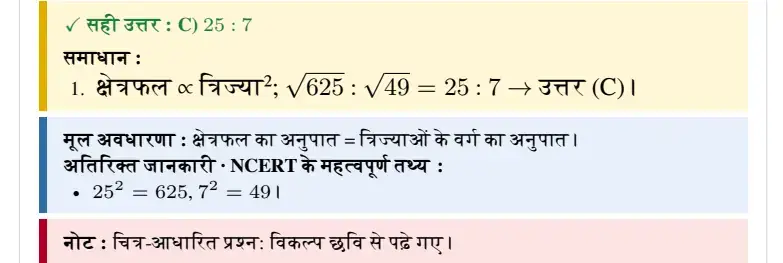 ✓ सही उत्तर : C) 25 : 7
समाधान :
1. क्षेत्रफल ∝ त्रिज्या²; √625 : √49 = 25 : 7 → उत्तर (C)।
मूल अवधारणा : क्षेत्रफल का अनुपात = त्रिज्याओं के वर्ग का अनुपात।
अतिरिक्त जानकारी · NCERT के महत्वपूर्ण तथ्य :
• 25² = 625, 7² = 49।
नोट : चित्र-आधारित प्रश्न: विकल्प छवि से पढ़े गए।